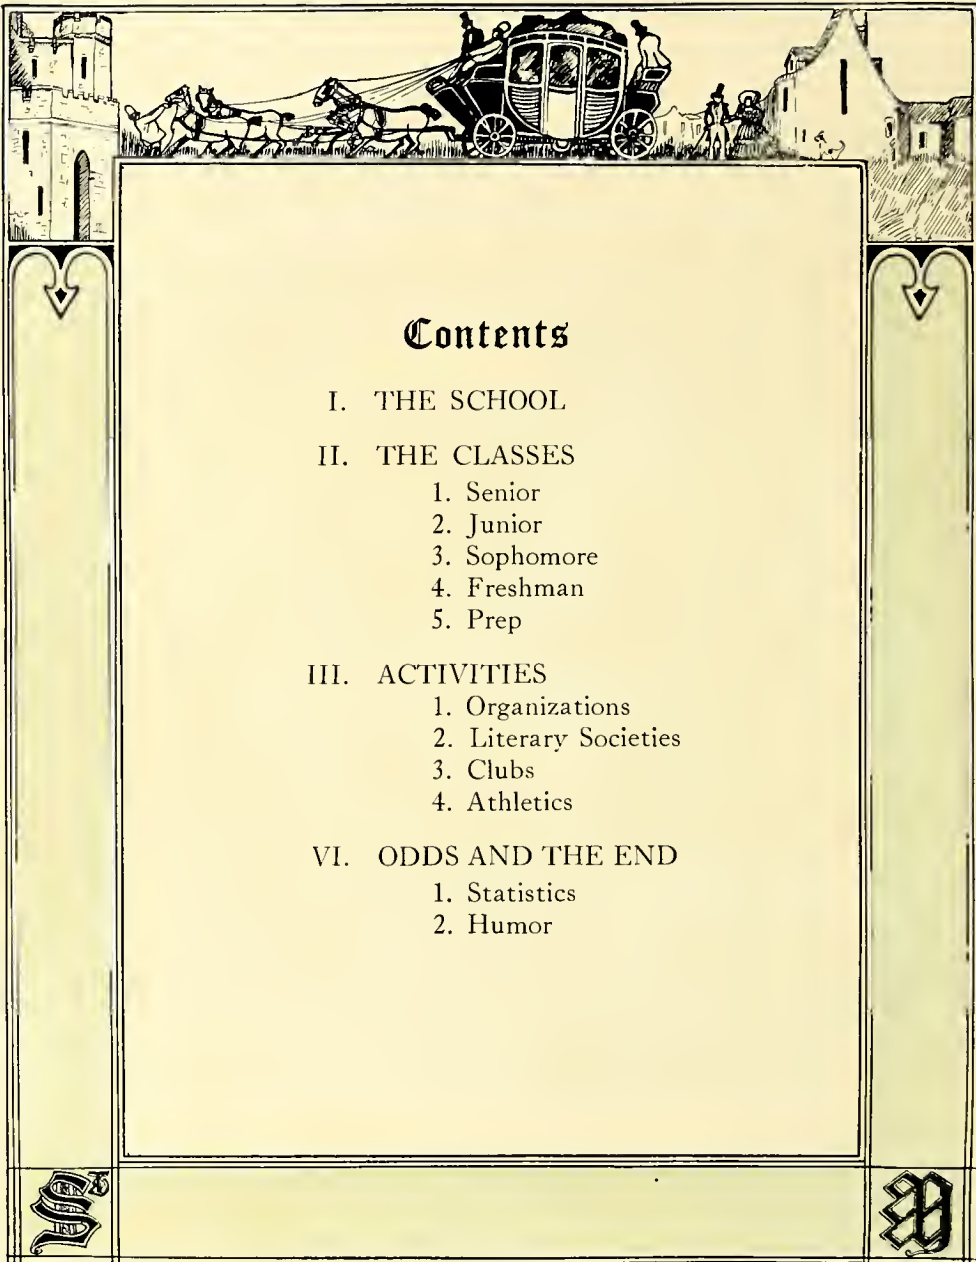 Contents
I. THE SCHOOL
II. THE CLASSES
1. Senior
2. Junior
3. Sophomore
4. Freshman
5. Prep
III. ACTIVITIES
1. Organizations
2. Literary Societies
3. Clubs
4. Athletics
VI. ODDS AND THE END
1. Statistics
2. Humor